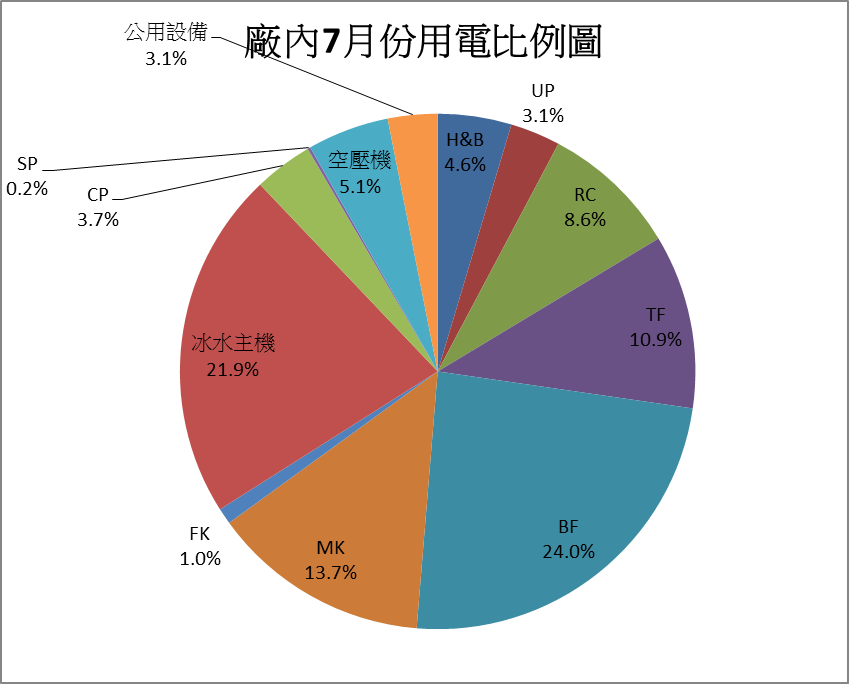 廠內7月份用電比例圖
公用設備
3.1%
H&B
4.6%
UP
3.1%
RC
8.6%
TF
10.9%
BF
24.0%
MK
13.7%
FK
1.0%
冰水主機
21.9%
CP
3.7%
SP
0.2%
空壓機
5.1%